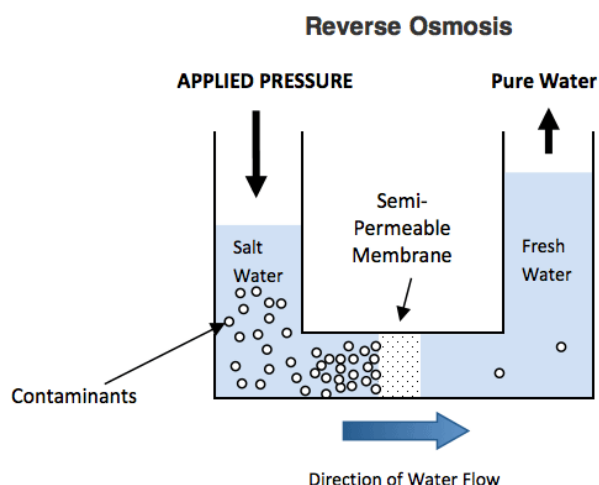 Reverse Osmosis
APPLIED PRESSURE
Pure Water
Semi-
Permeable
Membrane
Salt
Water
Fresh
Water
Contaminants
Direction of Water Flow